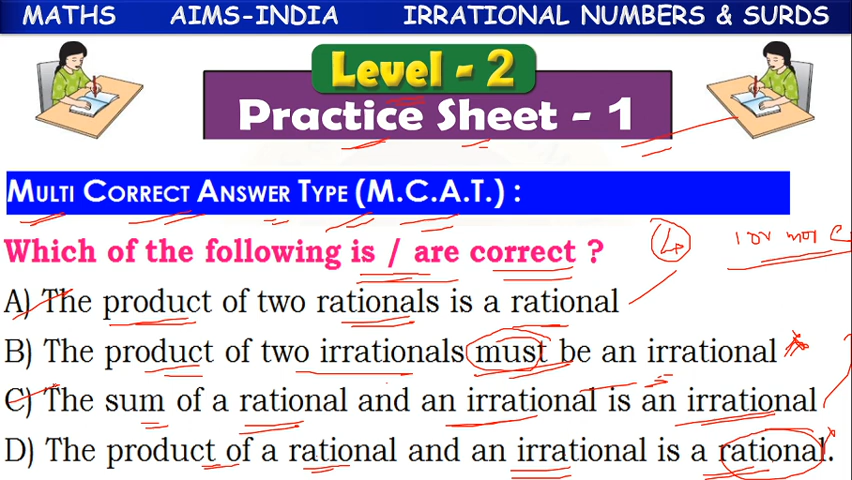 MATHS AIMS-INDIA IRRATIONAL NUMBERS & SURDS
Level - 2
Practice Sheet - 1
MULTI CORRECT ANSWER TYPE (M.C.A.T.) :
Which of the following is / are correct ?
1 or mor
A) The product of two rationals is a rational
B) The product of two irrationals must be an irrational
C) The sum of a rational and an irrational is an irrational
D) The product of a rational and an irrational is a rational.